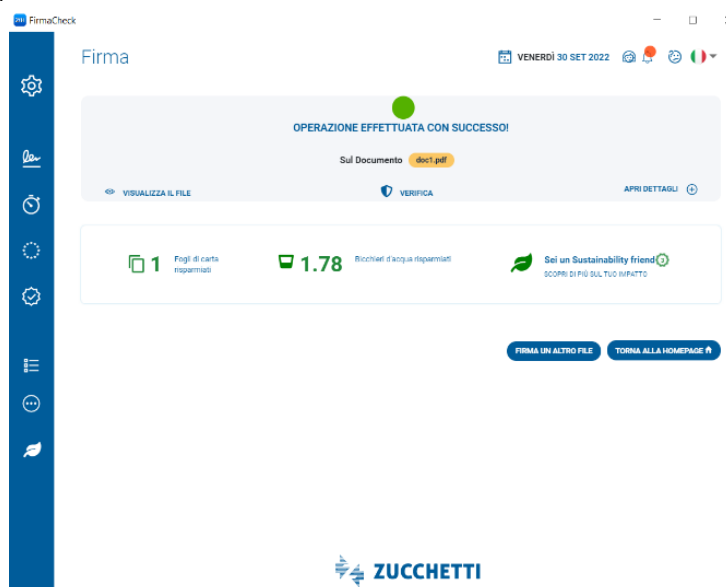 FirmaCheck
Firma
VENERDÌ 30 SET 2022
OPERAZIONE EFFETTUATA CON SUCCESSO!
Sul Documento doc1.pdf
VISUALIZZA IL FILE
VERIFICA
APRI DETTAGLI
1 Fogli di carta
risparmiati
1.78 Bicchieri d'acqua risparmiati
Sei un Sustainability friend
SCOPRI DI PIÙ SUL TUO IMPATTO
FIRMA UN ALTRO FILE
TORNA ALLA HOMEPAGE
ZUCCHETTI